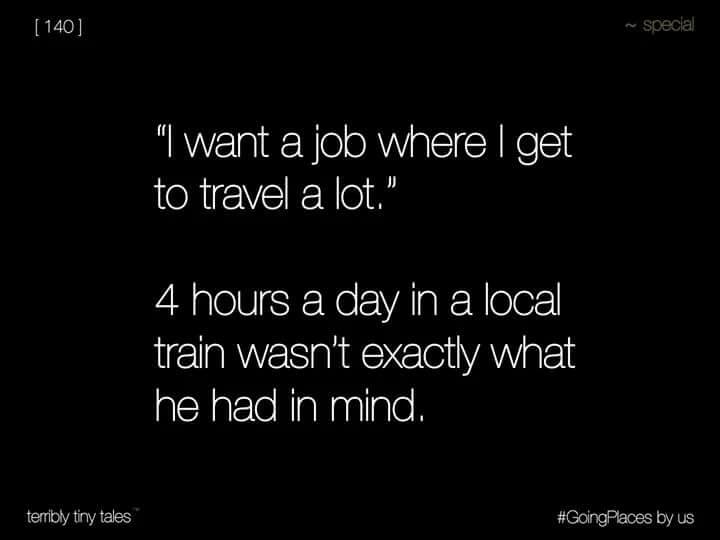 [ 140 ]
~ special
“I want a job where I get
to travel a lot.”
4 hours a day in a local
train wasn't exactly what
he had in mind.
terribly tiny tales™
#GoingPlaces by us